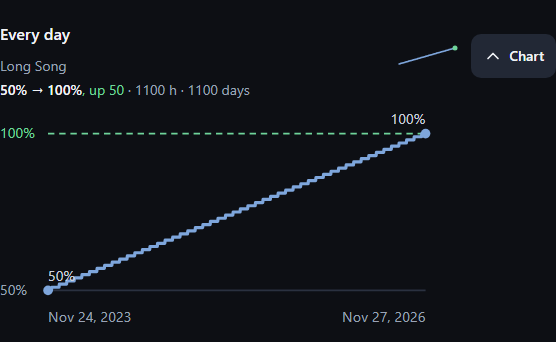 Every day
Long Song
Chart
50% → 100%, up 50 · 1100 h · 1100 days
100%
100%
50%
50%
Nov 24, 2023
Nov 27, 2026